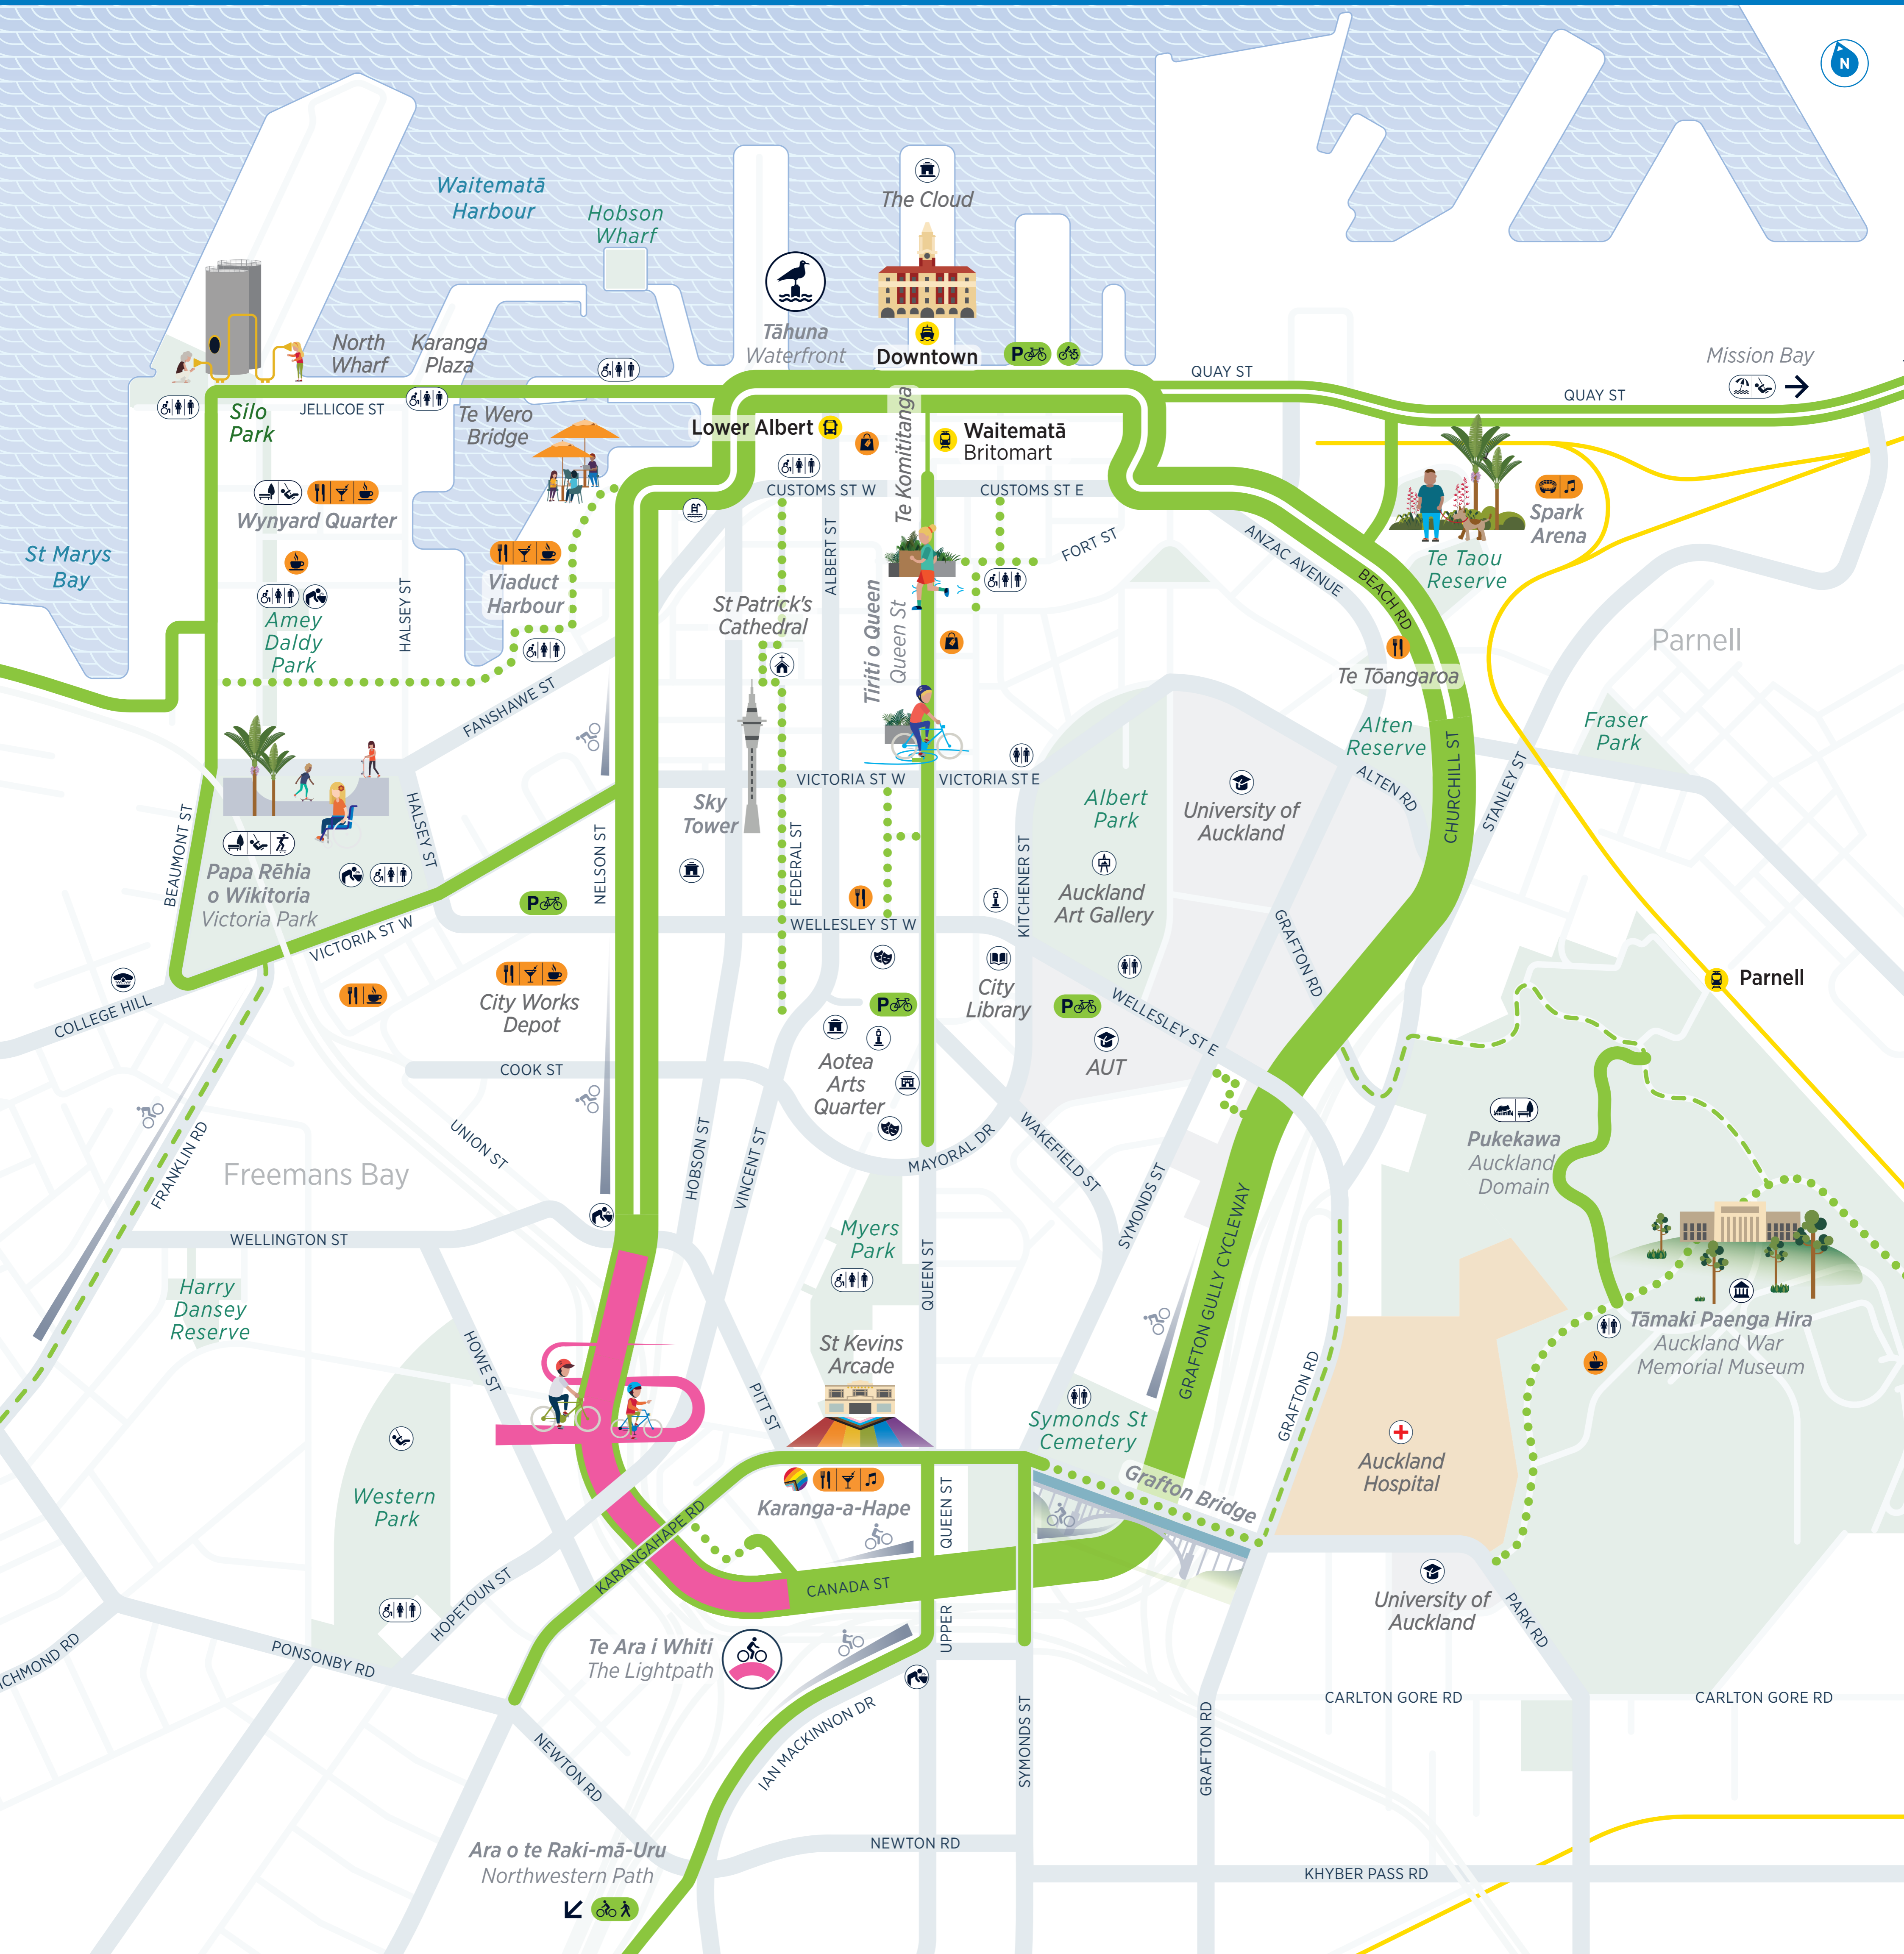 N
Waitematā
Harbour
Hobson
Wharf
The Cloud
Tāhuna
Waterfront
Downtown
P
North
Wharf
Karanga
Plaza
QUAY ST
Mission Bay
QUAY ST
Silo
Park
JELLICOE ST
Te Wero
Bridge
Lower Albert
Te Komititanga
Waitematā
Britomart
CUSTOMS ST W
CUSTOMS ST E
Wynyard Quarter
Spark
Arena
St Marys
Bay
Viaduct
Harbour
ALBERT ST
FORT ST
ANZAC AVENUE
BEACH RD
Te Taou
Reserve
St Patrick's
Cathedral
Tiriti o Queen
Queen St
Amey
Daldy
Park
HALSEY ST
Parnell
Te Tōangaroa
FANSHAWE ST
Alten
Reserve
Fraser
Park
VICTORIA ST W
VICTORIA ST E
ALTEN RD
CHURCHILL ST
STANLEY ST
Sky
Tower
Albert
Park
University of
Auckland
BEAUMONT ST
HALSEY ST
NELSON ST
FEDERAL ST
KITCHENER ST
Papa Rēhia
o Wikitoria
Victoria Park
P
Auckland
Art Gallery
VICTORIA ST W
WELLESLEY ST W
GRAFTON RD
COLLEGE HILL
City Works
Depot
P
City
Library
P
WELLESLEY ST E
Parnell
AUT
COOK ST
Aotea
Arts
Quarter
FRANKLIN RD
UNION ST
HOBSON ST
VINCENT ST
MAYORAL DR
WAKEFIELD ST
SYMONDS ST
Pukekawa
Auckland
Domain
Freemans Bay
WELLINGTON ST
Myers
Park
QUEEN ST
GRAFTON GULLY CYCLEWAY
Harry
Dansey
Reserve
HOWE ST
St Kevins
Arcade
PITT ST
GRAFTON RD
Tāmaki Paenga Hira
Auckland War
Memorial Museum
Symonds St
Cemetery
Grafton Bridge
Auckland
Hospital
Western
Park
Karanga-a-Hape
QUEEN ST
KARANGAHAPE RD
CANADA ST
HOPETOUN ST
UPPER
University of
Auckland
PARK RD
Te Ara i Whiti
The Lightpath
CHMOND RD
PONSONBY RD
IAN MACKINNON DR
SYMONDS ST
GRAFTON RD
CARLTON GORE RD
CARLTON GORE RD
NEWTON RD
Ara o te Raki-mā-Uru
Northwestern Path
NEWTON RD
KHYBER PASS RD